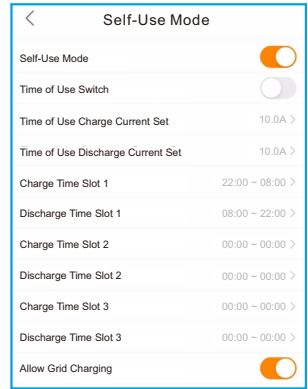 Self-Use Mode
Self-Use Mode
Time of Use Switch
Time of Use Charge Current Set 10.0A >
Time of Use Discharge Current Set 10.0A >
Charge Time Slot 1 22:00 ~ 08:00 >
Discharge Time Slot 1 08:00 ~ 22:00 >
Charge Time Slot 2 00:00 ~ 00:00 >
Discharge Time Slot 2 00:00 ~ 00:00 >
Charge Time Slot 3 00:00 ~ 00:00 >
Discharge Time Slot 3 00:00 ~ 00:00 >
Allow Grid Charging